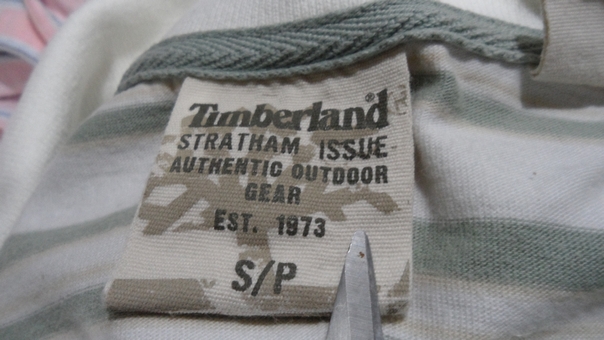 Timberland®
STRATHAM ISSUE
AUTHENTIC OUTDOOR
GEAR
EST. 1973
S/P